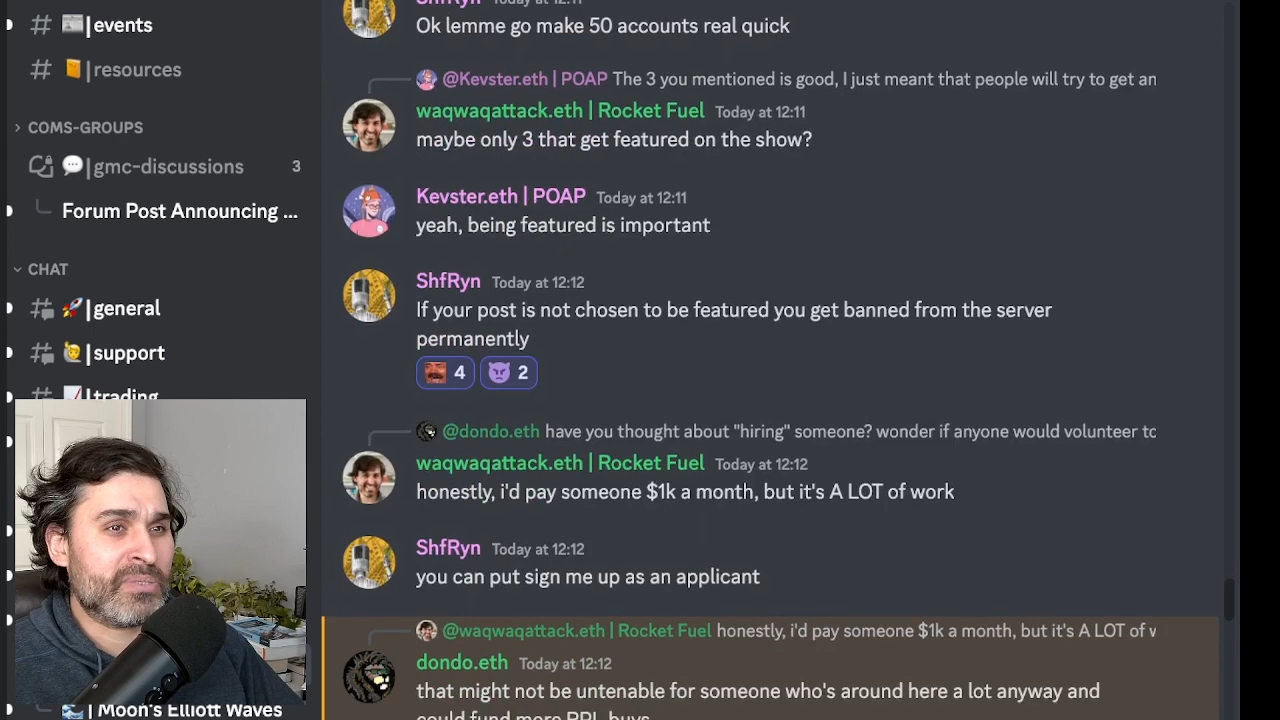 📰|events
📙|resources
COMS-GROUPS
💬|gmc-discussions 3
Forum Post Announcing ...
CHAT
🚀|general
🙋|support
📈|trading
| Moon's Elliott Waves
ShfRyn
Ok lemme go make 50 accounts real quick
@Kevster.eth | POAP The 3 you mentioned is good, I just meant that people will try to get an
waqwaqattack.eth | Rocket Fuel Today at 12:11
maybe only 3 that get featured on the show?
Kevster.eth | POAP Today at 12:11
yeah, being featured is important
ShfRyn Today at 12:12
If your post is not chosen to be featured you get banned from the server
permanently
4 2
@dondo.eth have you thought about "hiring" someone? wonder if anyone would volunteer to
waqwaqattack.eth | Rocket Fuel Today at 12:12
honestly, i'd pay someone $1k a month, but it's A LOT of work
ShfRyn Today at 12:12
you can put sign me up as an applicant
@waqwaqattack.eth | Rocket Fuel honestly, i'd pay someone $1k a month, but it's A LOT of w
dondo.eth Today at 12:12
that might not be untenable for someone who's around here a lot anyway and
could fund more RPL buys